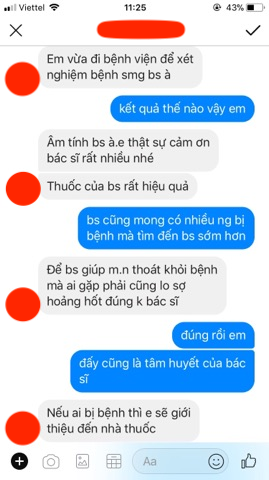 Viettel 11:25 43%
Em vừa đi bệnh viện để xét
nghiệm bệnh smg bs à
kết quả thế nào vậy em
Âm tính bs à.e thật sự cảm ơn
bác sĩ rất nhiều nhé
Thuốc của bs rất hiệu quả
bs cũng mong có nhiều ng bị
bệnh mà tìm đến bs sớm hơn
Để bs giúp m.n thoát khỏi bệnh
mà ai gặp phải cũng lo sợ
hoảng hốt đúng k bác sĩ
đúng rồi em
đấy cũng là tâm huyết của bác
sĩ
Nếu ai bị bệnh thì e sẽ giới
thiệu đến nhà thuốc
Aa